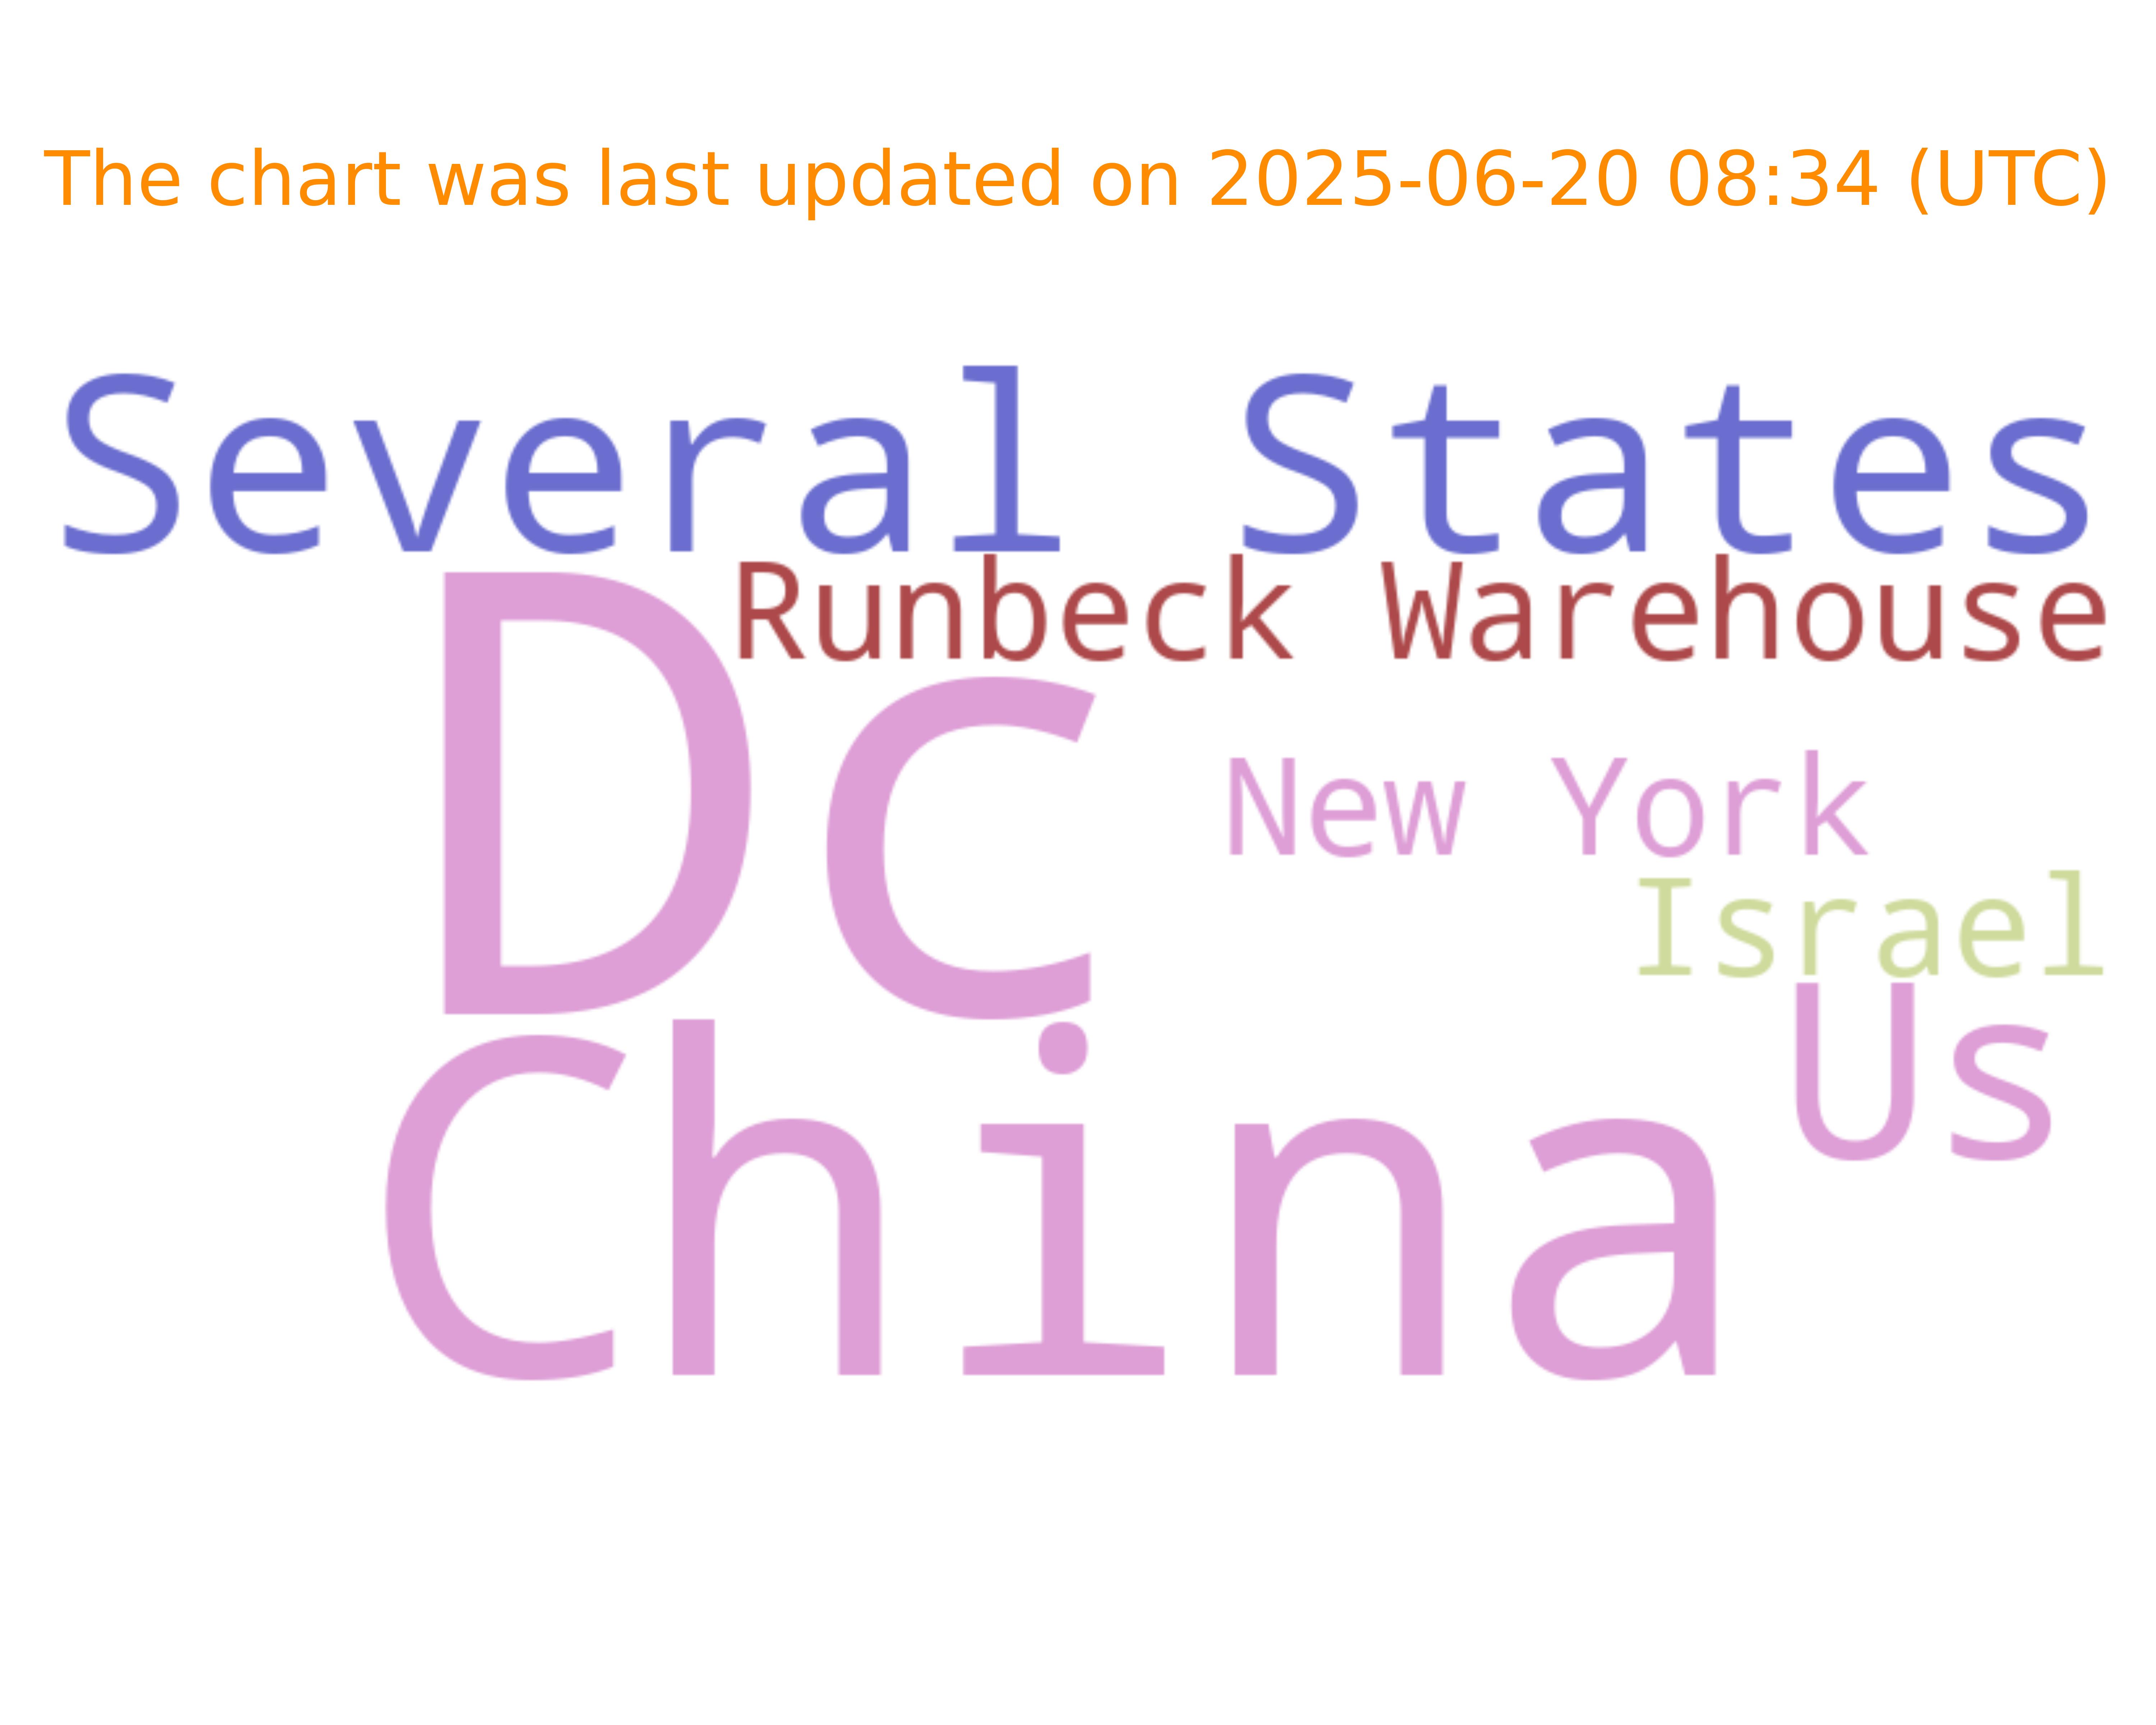 The chart was last updated on 2025-06-20 08:34 (UTC)
Several States
Runbeck Warehouse
DC
New York
Israel
Us
China